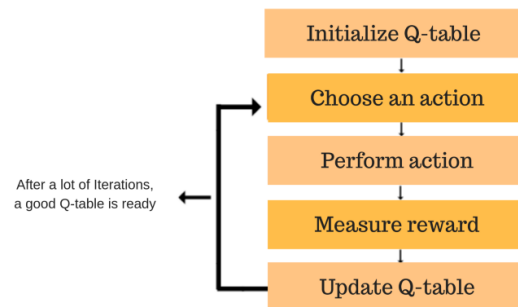 Initialize Q-table
Choose an action
Perform action
After a lot of Iterations,
a good Q-table is ready
Measure reward
Update Q-table